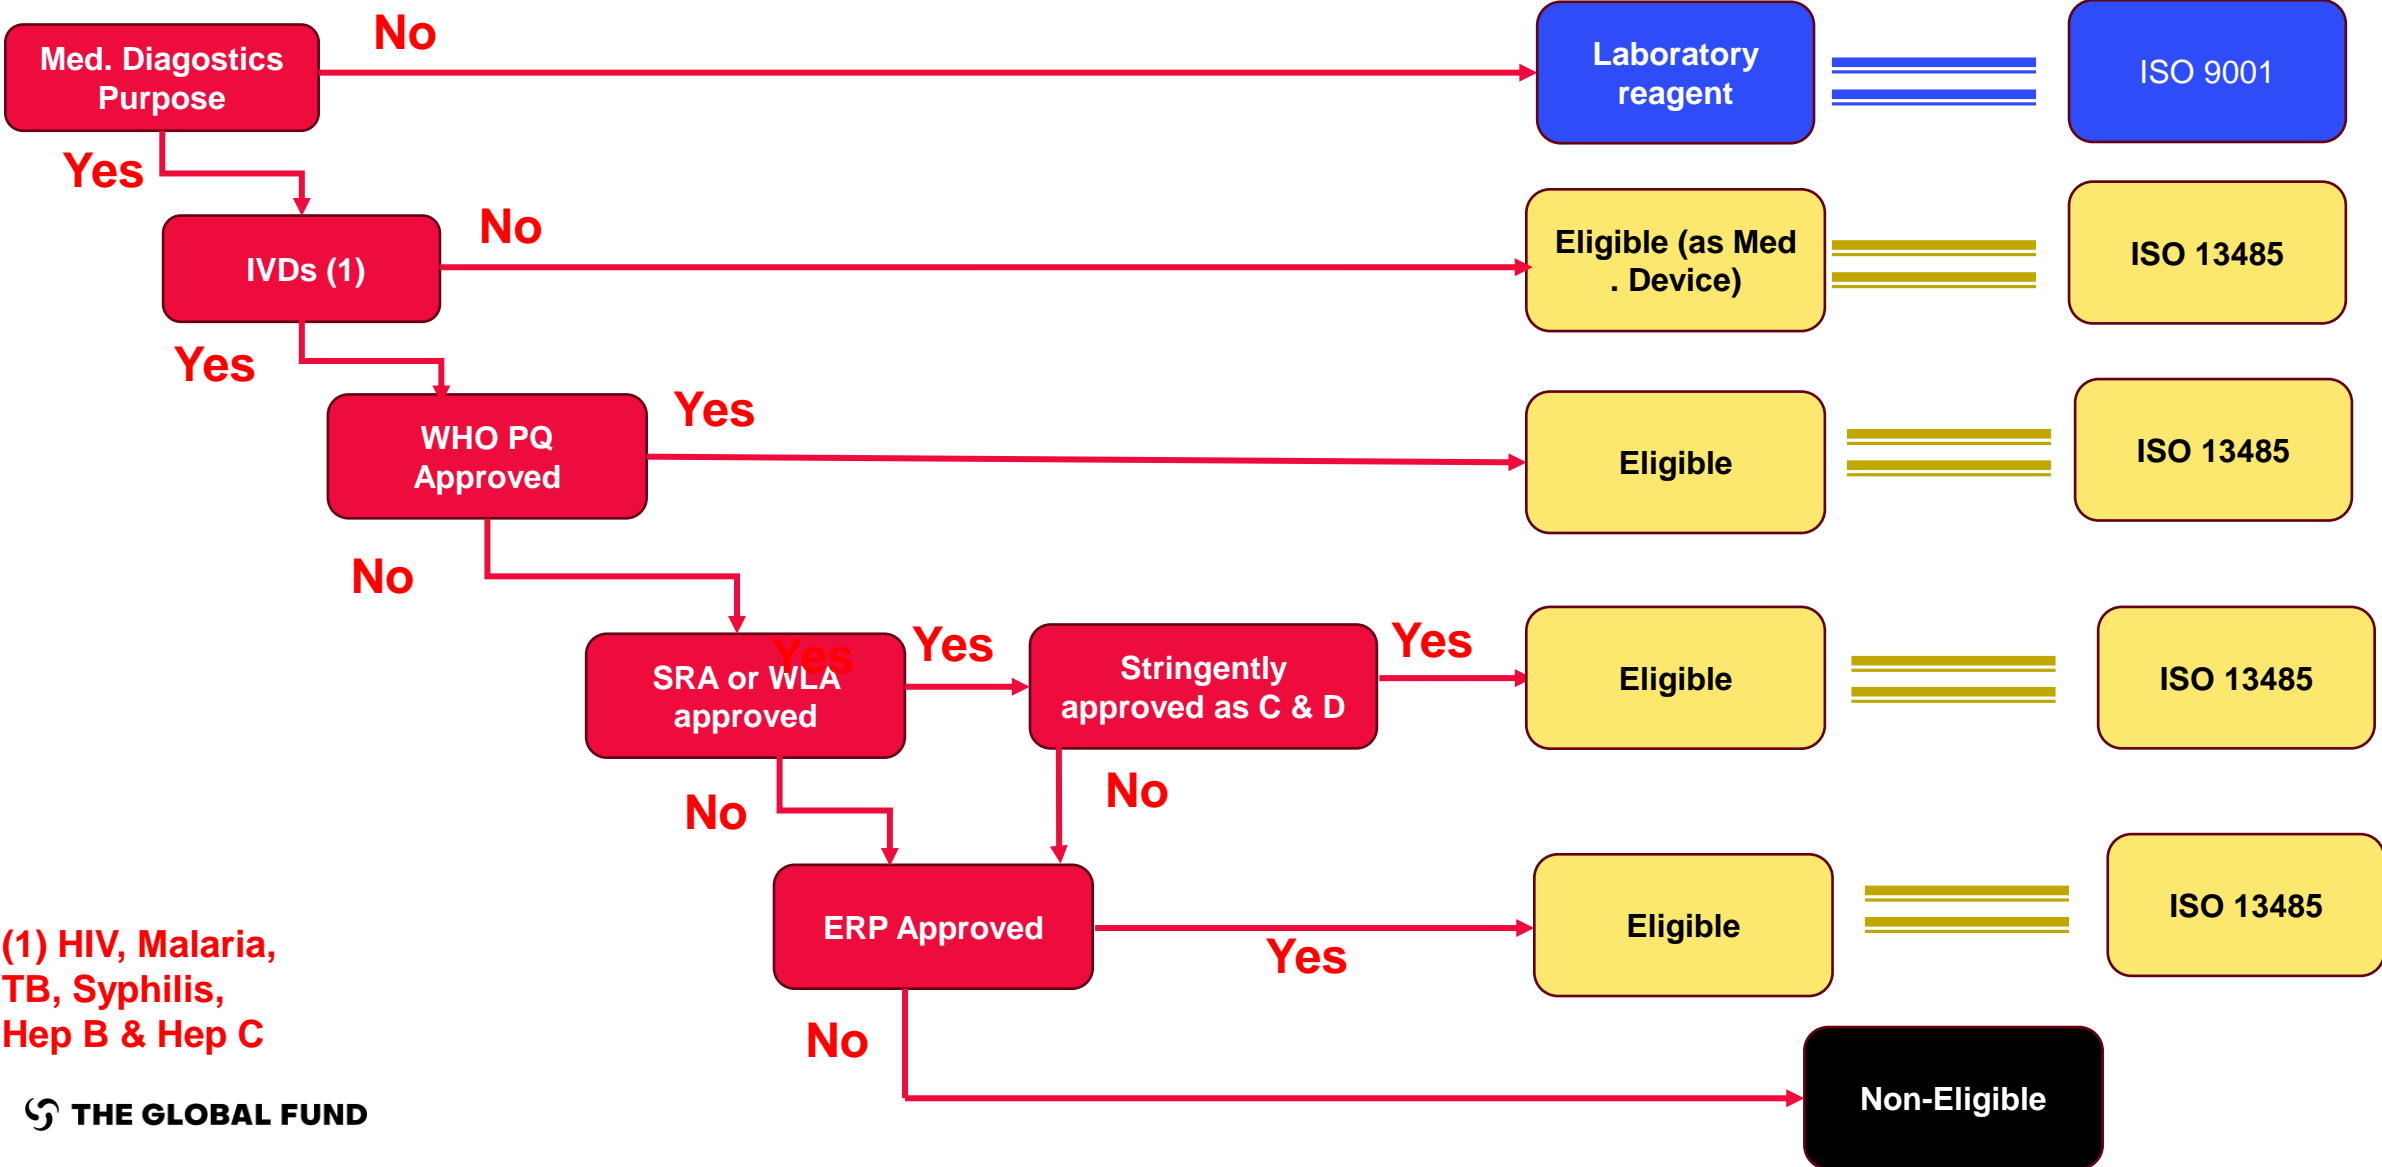 No
Med. Diagostics
Purpose
Laboratory
reagent
ISO 9001
Yes
No
IVDs (1)
Eligible (as Med
. Device)
ISO 13485
Yes
Yes
WHO PQ
Approved
Eligible
ISO 13485
No
Yes
SRA or WLA
approved
Yes
Stringently
approved as C & D
Yes
Eligible
ISO 13485
No
No
ERP Approved
Yes
Eligible
ISO 13485
No
Non-Eligible
(1) HIV, Malaria,
TB, Syphilis,
Hep B & Hep C
THE GLOBAL FUND